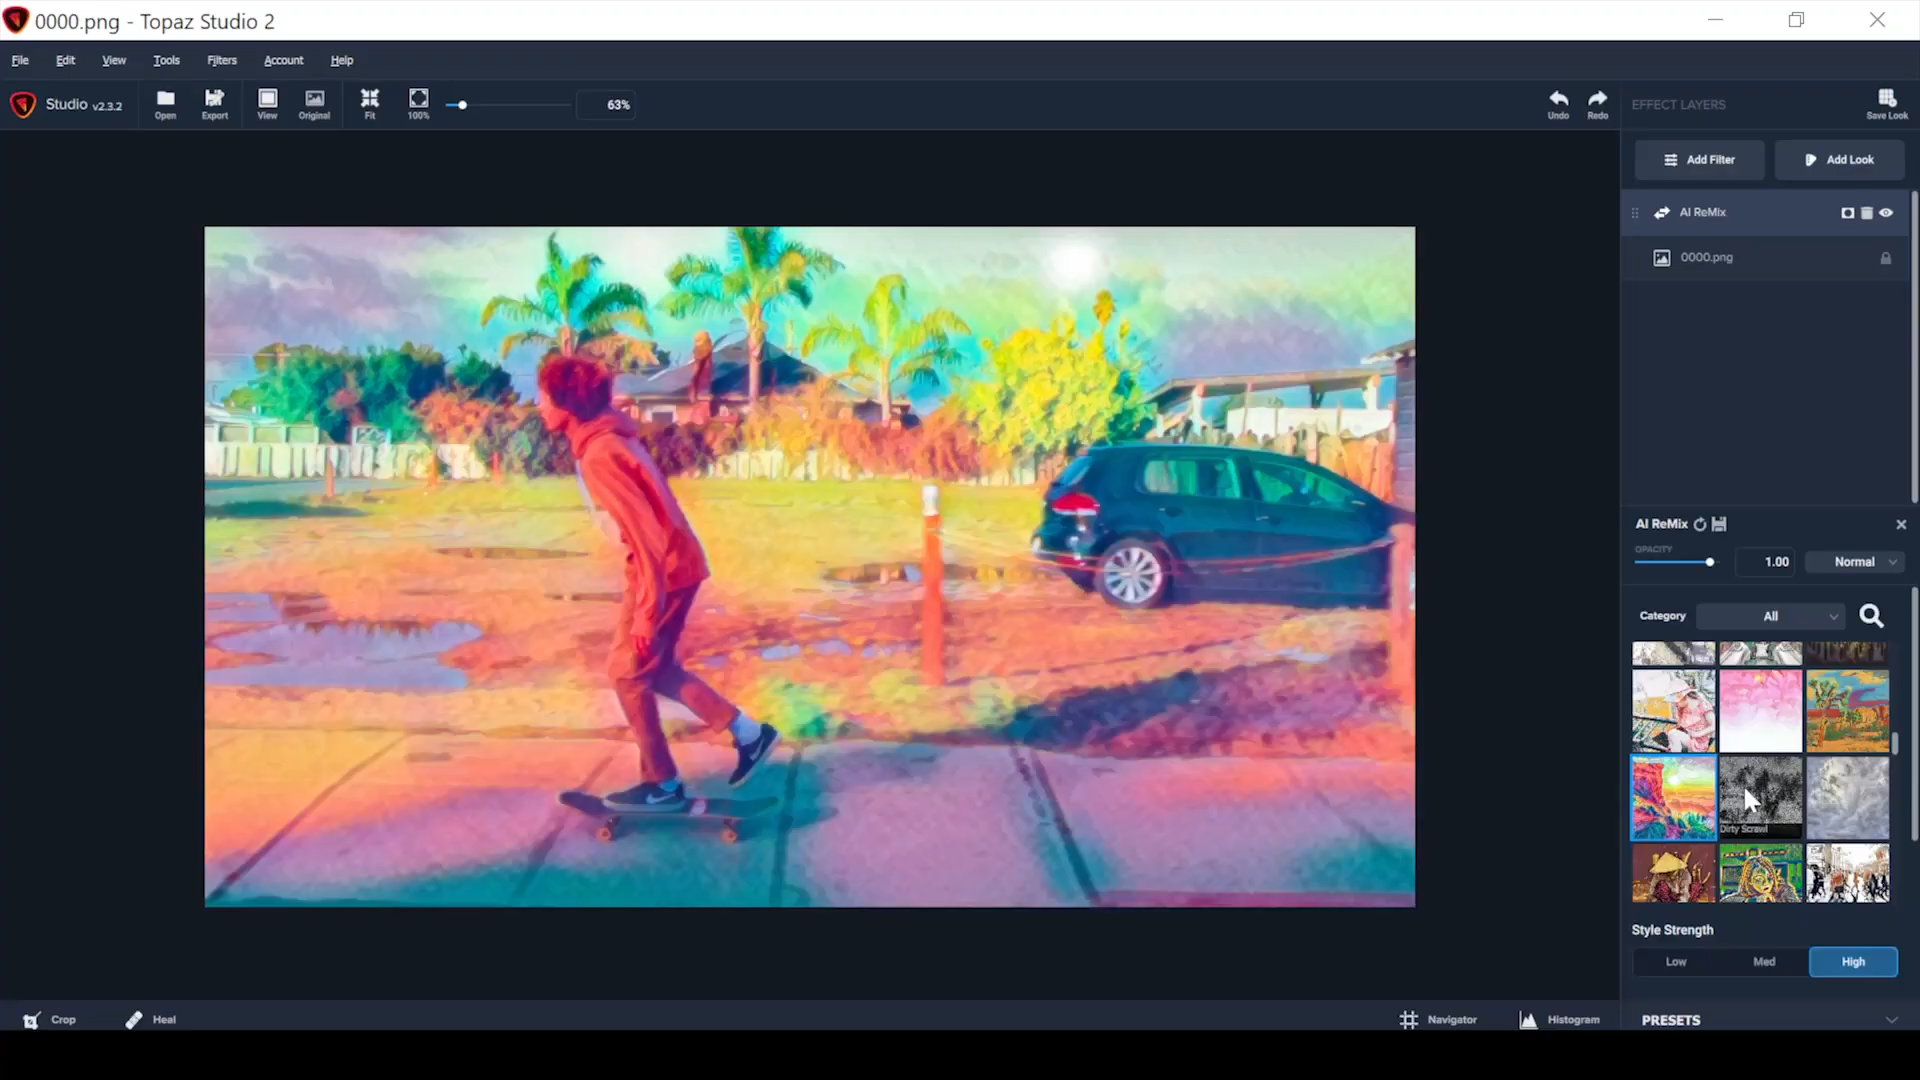 0000.png - Topaz Studio 2
File Edit View Tools Filters Account Help
Studio v2.3.2 Open Export View Original Fit 100% 63% Undo Redo EFFECT LAYERS Save Look
Add Filter Add Look
AI ReMix
0000.png
AI ReMix
OPACITY 1.00 Normal
Category All
Dirty Scrawl
Style Strength
Low Med High
Crop Heal Navigator Histogram PRESETS